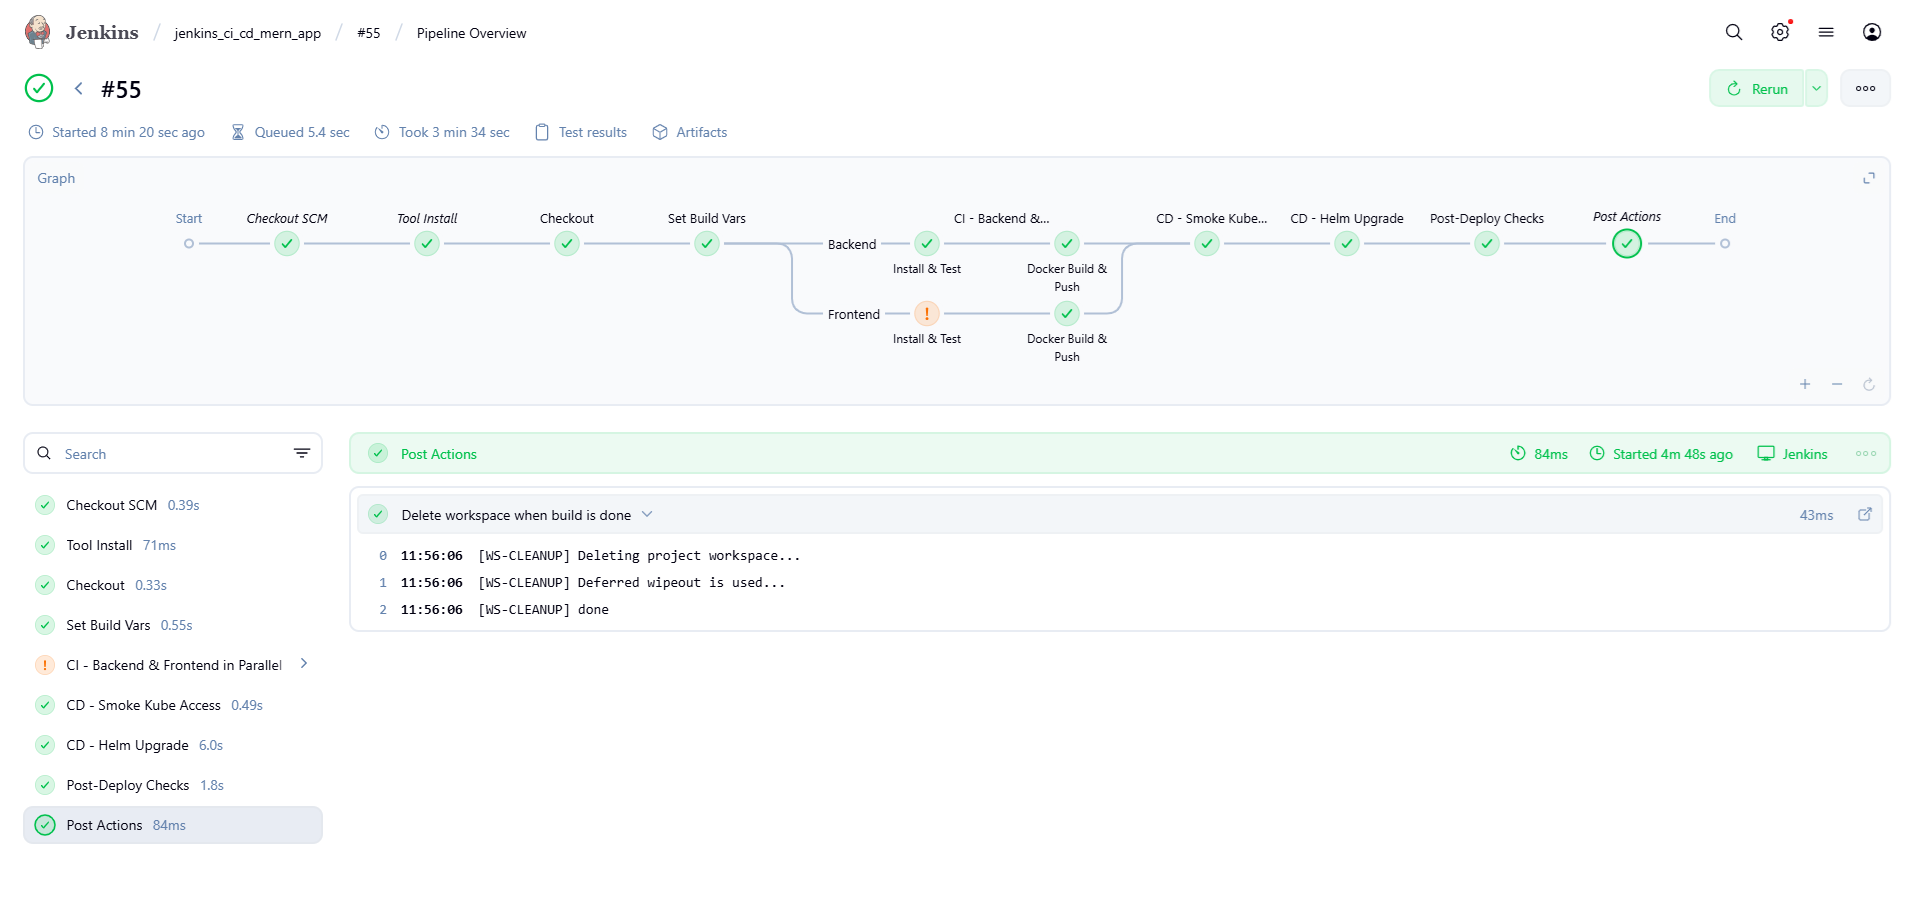 Jenkins / jenkins_ci_cd_mern_app / #55 / Pipeline Overview
#55
Rerun
Started 8 min 20 sec ago Queued 5.4 sec Took 3 min 34 sec Test results Artifacts
Graph
Start Checkout SCM Tool Install Checkout Set Build Vars CI - Backend &... CD - Smoke Kube... CD - Helm Upgrade Post-Deploy Checks Post Actions End
Backend
Install & Test Docker Build & Push
Frontend
Install & Test Docker Build & Push
Search
Checkout SCM 0.39s
Tool Install 71ms
Checkout 0.33s
Set Build Vars 0.55s
CI - Backend & Frontend in Parallel
CD - Smoke Kube Access 0.49s
CD - Helm Upgrade 6.0s
Post-Deploy Checks 1.8s
Post Actions 84ms
Post Actions 84ms Started 4m 48s ago Jenkins
Delete workspace when build is done 43ms
0 11:56:06 [WS-CLEANUP] Deleting project workspace...
1 11:56:06 [WS-CLEANUP] Deferred wipeout is used...
2 11:56:06 [WS-CLEANUP] done